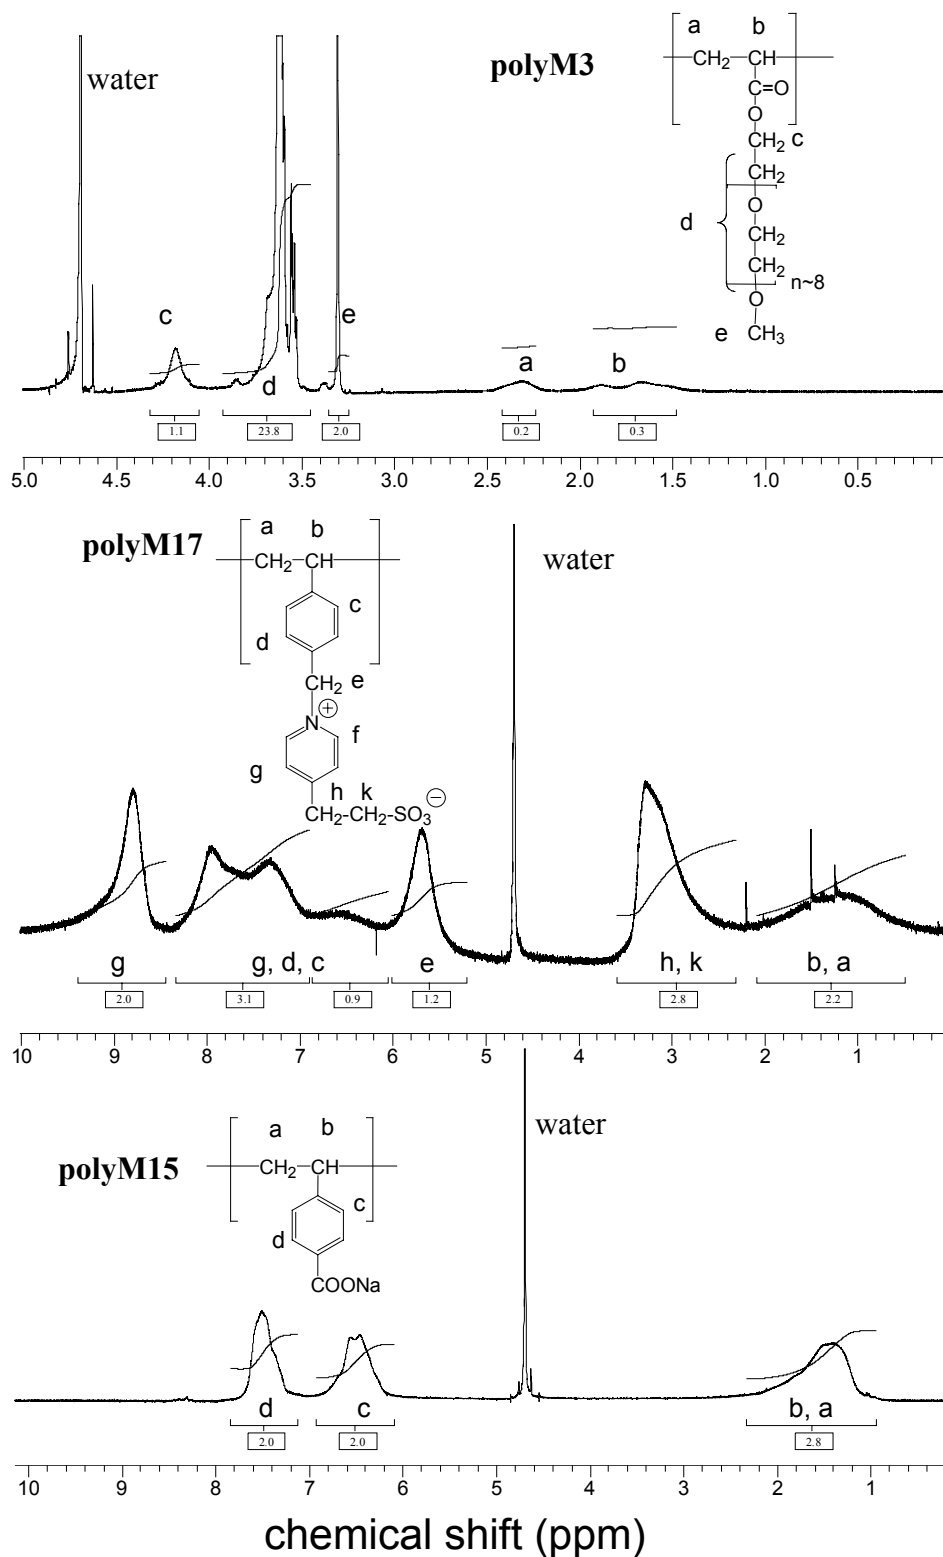 polyM3
water
a b
CH2 CH
C=O
O
CH2 c
CH2
O
d
CH2
CH2
n~8
O
e CH3
c
d
e
a
b
1.1 23.8 2.0 0.2 0.3
5.0 4.5 4.0 3.5 3.0 2.5 2.0 1.5 1.0 0.5
polyM17
water
a b
CH2 CH
c
d
CH2 e
N +
f
g
h k
CH2-CH2-SO3 −
g g, d, c e h, k b, a
2.0 3.1 0.9 1.2 2.8 2.2
10 9 8 7 6 5 4 3 2 1
polyM15
water
a b
CH2 CH
c
d
COONa
d c b, a
2.0 2.0 2.8
10 9 8 7 6 5 4 3 2 1
chemical shift (ppm)